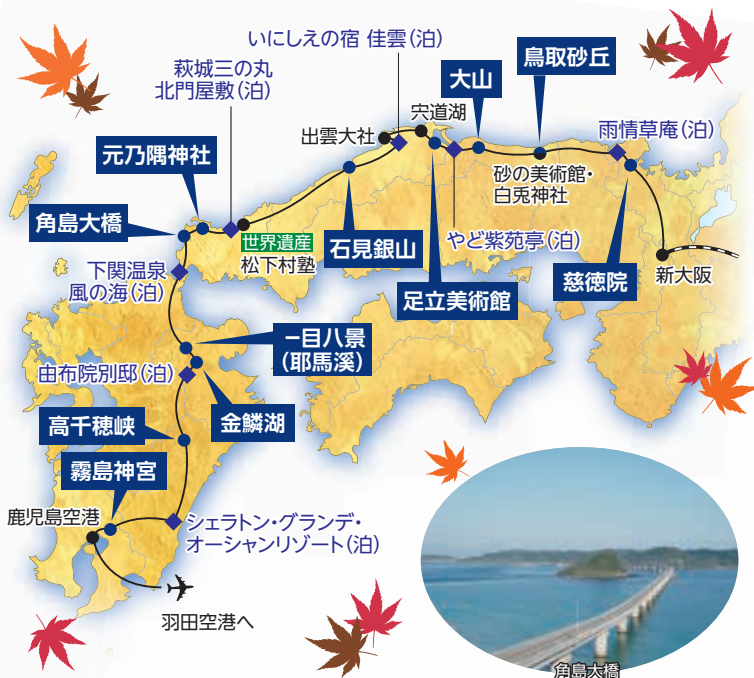 いにしえの宿 佳雲(泊)
萩城三の丸
北門屋敷(泊)
大山
鳥取砂丘
宍道湖
出雲大社
雨情草庵(泊)
元乃隅神社
砂の美術館・
白兎神社
角島大橋
世界遺産
松下村塾
石見銀山
やど紫苑亭(泊)
足立美術館
慈徳院
新大阪
下関温泉
風の海(泊)
一目八景
(耶馬溪)
由布院別邸(泊)
金鱗湖
高千穂峡
霧島神宮
鹿児島空港
シェラトン・グランデ・
オーシャンリゾート(泊)
羽田空港へ
角島大橋